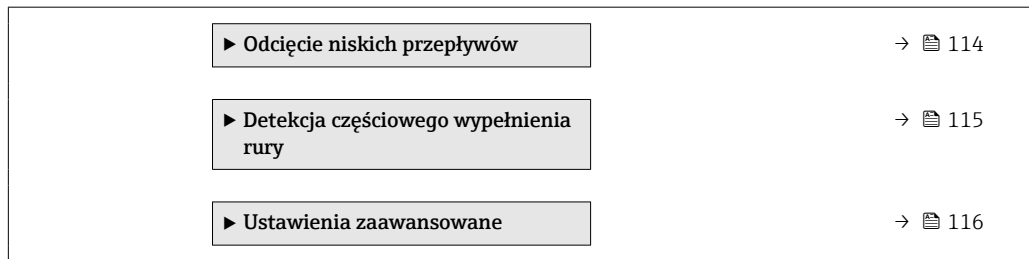 ▶ Odcięcie niskich przepływów → 114
▶ Detekcja częściowego wypełnienia → 115
rury
▶ Ustawienia zaawansowane → 116